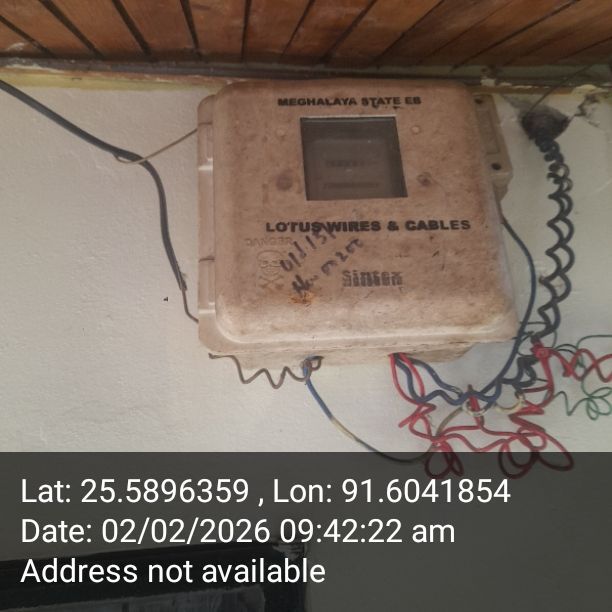 MEGHALAYA STATE EB
LOTUS WIRES & CABLES
DANGER
Sintex
Lat: 25.5896359 , Lon: 91.6041854
Date: 02/02/2026 09:42:22 am
Address not available